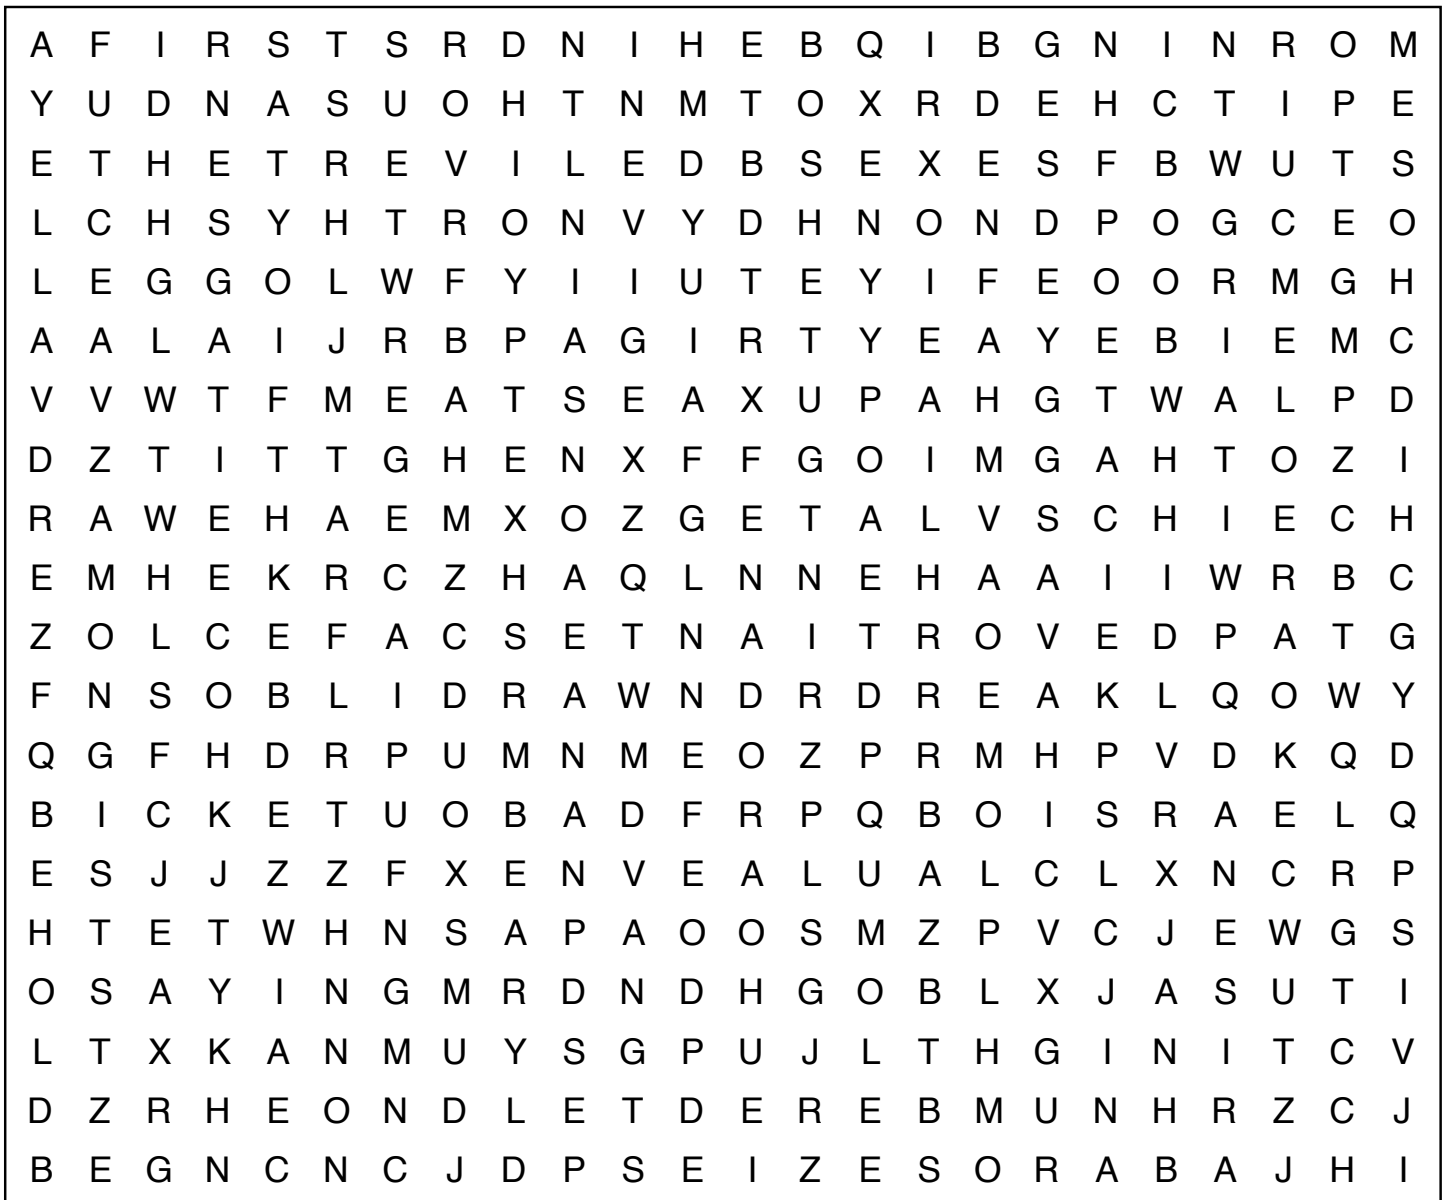 A F I R S T S R D N I H E B Q I B G N I N R O M
Y U D N A S U O H T N M T O X R D E H C T I P E
E T H E T R E V I L E D B S E X E S F B W U T S
L C H S Y H T R O N V Y D H N O N D P O G C E O
L E G G O L W F Y I I U T E Y I F E O O R M G H
A A L A I J R B P A G I R T Y E A Y E B I E M C
V V W T F M E A T S E A X U P A H G T W A L P D
D Z T I T T G H E N X F F G O I M G A H T O Z I
R A W E H A E M X O Z G E T A L V S C H I E C H
E M H E K R C Z H A Q L N N E H A A I I W R B C
Z O L C E F A C S E T N A I T R O V E D P A T G
F N S O B L I D R A W N D R D R E A K L Q O W Y
Q G F H D R P U M N M E O Z P R M H P V D K Q D
B I C K E T U O B A D F R P Q B O I S R A E L Q
E S J J Z Z F X E N V E A L U A L C L X N C R P
H T E T W H N S A P A O O S M Z P V C J E W G S
O S A Y I N G M R D N D H G O B L X J A S U T I
L T X K A N M U Y S G P U J L T H G I N I T C V
D Z R H E O N D L E T D E R E B M U N H R Z C J
B E G N C N C J D P S E I Z E S O R A B A J H I